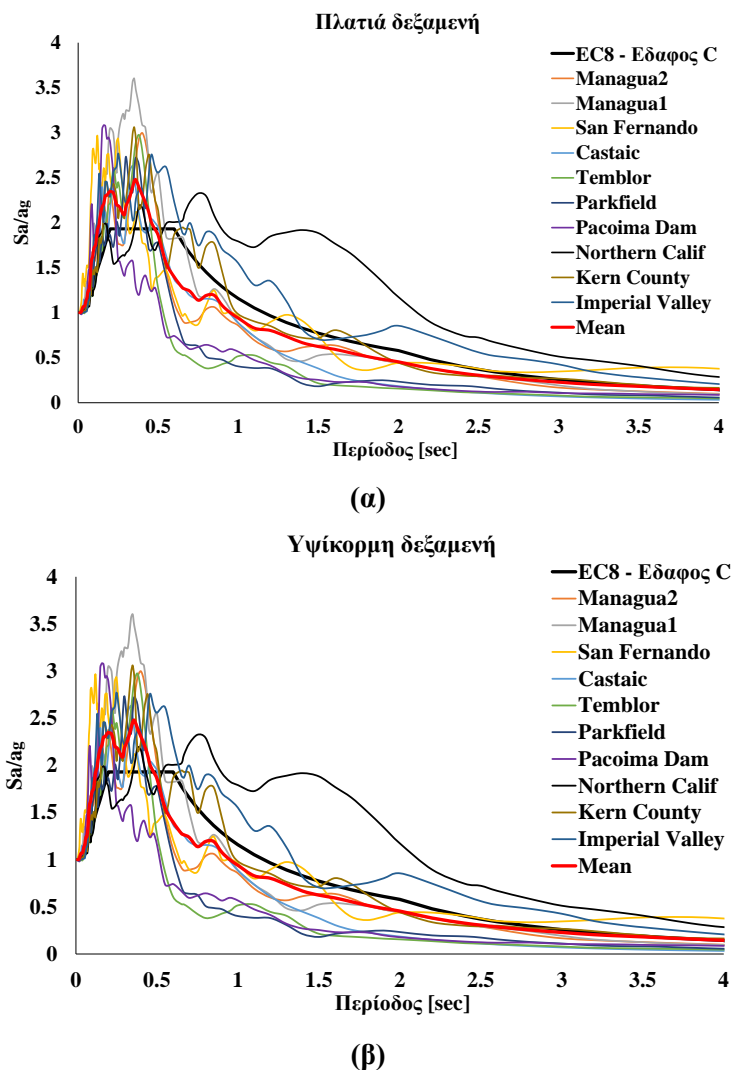 Πλατιά δεξαμενή
4
3.5
3
2.5
2
1.5
1
0.5
0
Sa/ag
EC8 - Εδαφος C
Managua2
Managua1
San Fernando
Castaic
Temblor
Parkfield
Pacoima Dam
Northern Calif
Kern County
Imperial Valley
Mean
0 0.5 1 1.5 2 2.5 3 3.5 4
Περίοδος [sec]
(α)
Υψίκορμη δεξαμενή
4
3.5
3
2.5
2
1.5
1
0.5
0
Sa/ag
EC8 - Εδαφος C
Managua2
Managua1
San Fernando
Castaic
Temblor
Parkfield
Pacoima Dam
Northern Calif
Kern County
Imperial Valley
Mean
0 0.5 1 1.5 2 2.5 3 3.5 4
Περίοδος [sec]
(β)